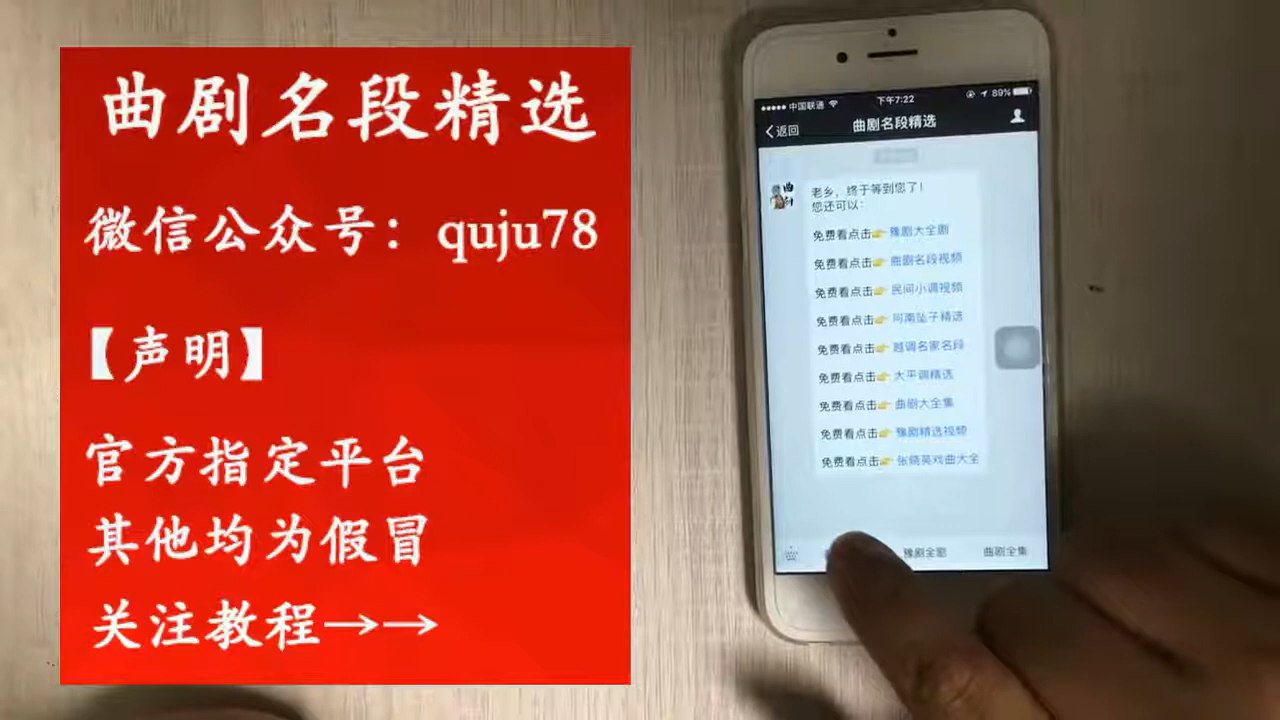 曲剧名段精选
微信公众号：quju78
【声明】
官方指定平台
其他均为假冒
关注教程→→
中国联通
下午7:22
89%
返回
曲剧名段精选
老乡，终于等到您了！
您还可以：
免费看点击👉豫剧大全剧
免费看点击👉曲剧名段视频
免费看点击👉民间小调视频
免费看点击👉河南坠子精选
免费看点击👉越调名家名段
免费看点击👉大平调精选
免费看点击👉曲剧大全集
免费看点击👉豫剧精选视频
免费看点击👉张晓英戏曲大全
豫剧全剧
曲剧全集